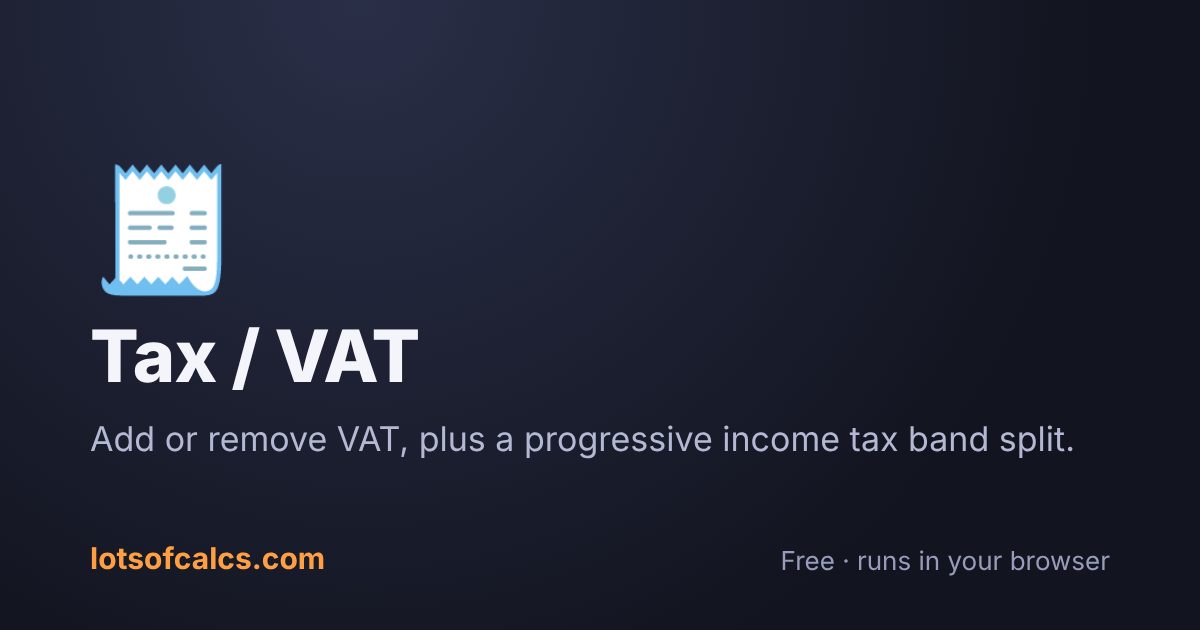 Tax / VAT
Add or remove VAT, plus a progressive income tax band split.
lotsofcalcs.com
Free · runs in your browser